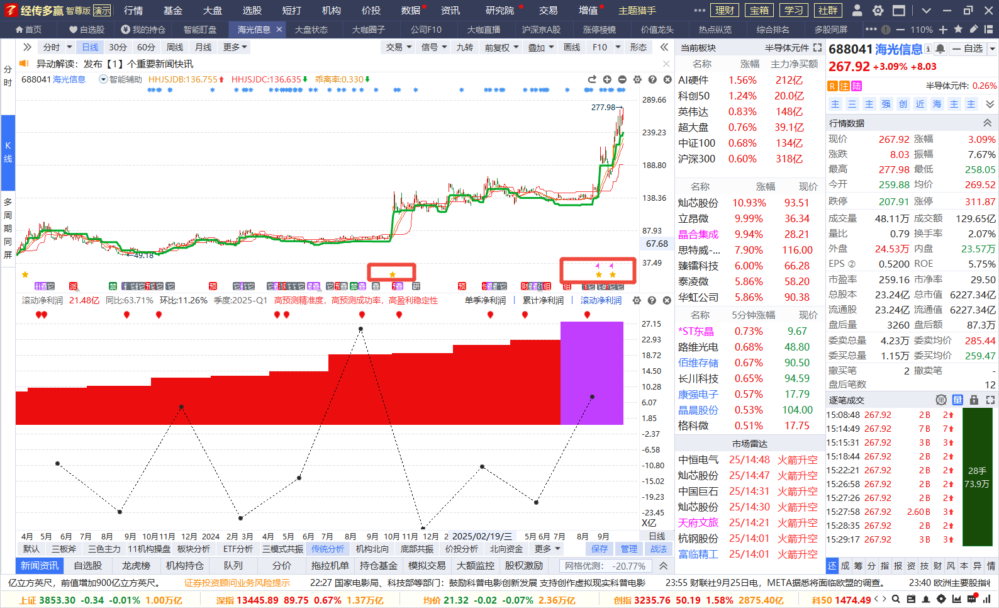 经传多赢 智尊版 演示 行情 基金 大盘 选股 短打 机构 价投 数据 资讯 研究院 交易 增值 主题猎手 理财 宝箱 学习 社群
首页 自选股 我的持仓 智能盯盘 海光信息 大盘状态 大咖圈子 公司F10 大咖直播 沪深京A股 涨停棱镜 价值龙头 热点纵览 综合排名 多股同屏 110%
分时 日线 30分 60分 周线 月线 更多 交易 信号 九转 前复权 叠加 画线 F10 形态
异动解读：发布【1】个重要新闻快讯
688041 海光信息 智能辅助 HHJSJDB:136.755 HHJSJDC:136.635 乖离率:0.330
分时
K线
多周期同屏
277.98
49.18
289.66
239.23
188.80
138.36
87.93
67.68
37.49
滚动净利润 21.48亿 同比:63.71% 环比:11.26% 季度:2025-Q1 高预测精准度，高预测成功率，高盈利稳定性 单季净利润 累计净利润 滚动净利润
27.15
22.93
18.72
14.50
10.28
6.07
1.85
-2.37
-6.58
-10.80
-15.02
-19.23
-23.45
X亿
4月 5月 6月 7月 8月 9月 10月 11月 12月 2024 2月 3月 4月 5月 6月 7月 8月 9月 10月 11月 12月 2 2025/02/19/三 5月 6月 7月 8月 9月 日线
默认 三板斧 三色主力 11机构操盘 板块分析 ETF分析 三模式共振 传统分析 机构北向 底部共振 价投分析 北向资金 更多 保存 管理 战法
新闻资讯 自选股 龙虎榜 机构持仓 队列 分价 拖拉机单 持仓基金 模拟交易 大额监控 股权激励 网格优测： -20.77%
当前板块 半导体元件
名称 涨幅 主力净买额
AI硬件 1.56% 212亿
科创50 1.24% 20.0亿
英伟达 0.83% 148亿
超大盘 0.76% 39.1亿
中证100 0.68% 134亿
沪深300 0.60% 318亿
名称 涨幅 现价
灿芯股份 10.93% 93.51
立昂微 9.99% 36.34
晶合集成 9.94% 28.21
思特威-... 7.90% 116.00
臻镭科技 6.00% 66.28
泰凌微 5.86% 58.20
华虹公司 5.86% 90.38
名称 5分钟涨幅 现价
*ST东晶 0.73% 9.67
路维光电 0.68% 48.80
佰维存储 0.67% 90.50
长川科技 0.65% 94.59
康强电子 0.57% 17.79
晶晨股份 0.53% 104.00
格科微 0.51% 17.75
市场雷达
中恒电气 25/14:48 火箭升空
灿芯股份 25/14:47 火箭升空
中国巨石 25/14:31 火箭升空
灿芯股份 25/14:30 火箭升空
天府文旅 25/14:21 火箭升空
杭钢股份 25/14:01 火箭升空
富临精工 25/14:01 火箭升空
688041 海光信息 自选
267.92 +3.09% +8.03
R 注 陆 半导体元件: 0.26%
主 三 主 强 创 近 海 主 主
行情数据
现价 267.92 涨幅 3.09%
涨跌 8.03 振幅 7.67%
最高 277.98 最低 258.05
今开 259.88 均价 269.52
跌停 207.91 涨停 311.87
成交量 48.11万 成交额 129.65亿
量比 0.79 换手率 2.07%
外盘 24.53万 内盘 23.57万
EPS ② 0.5200 ROE 5.75%
市盈率 259.16 市净率 29.50
总股本 23.24亿 总市值 6227.34亿
流通股 23.24亿 流通值 6227.34亿
盘后量 3260 盘后额 87.3万
委卖总量 4.23万 委卖均价 285.44
委买总量 1.15万 委买均价 259.47
撤买笔 2 撤卖笔 -
盘后笔数 12
逐笔成交 量
15:08:48 267.92 2B 2
15:14:49 267.92 7B 7
15:15:31 267.92 3B 3
15:18:44 267.92 2B 2
15:22:21 267.92 2B 2
15:26:58 267.92 2B 2
15:27:26 267.92 2B 2
15:27:58 267.92 2.60B 3
15:28:35 267.92 2B 2
15:29:17 267.92 3B 3
28手
73.9万
还 成 筹 分 指 报 资 技 财 风 本 异 情
亿立方英尺，前值增加900亿立方英尺。 证券投资顾问业务风险提示 22:27 国家电影局、科技部等部门：鼓励科普电影创新发展 支持创作虚拟现实科普电影 23:55 财联社9月25日电，META据悉将面临欧盟的调查。 23:40 欧洲主要股指
上证 3853.30 -0.34 -0.01% 1.00万亿 深指 13445.89 89.75 0.67% 1.37万亿 均价 21.32 -0.02 -0.07% 2.36万亿 创指 3235.76 50.19 1.58% 2875.40亿 科50 1474.49